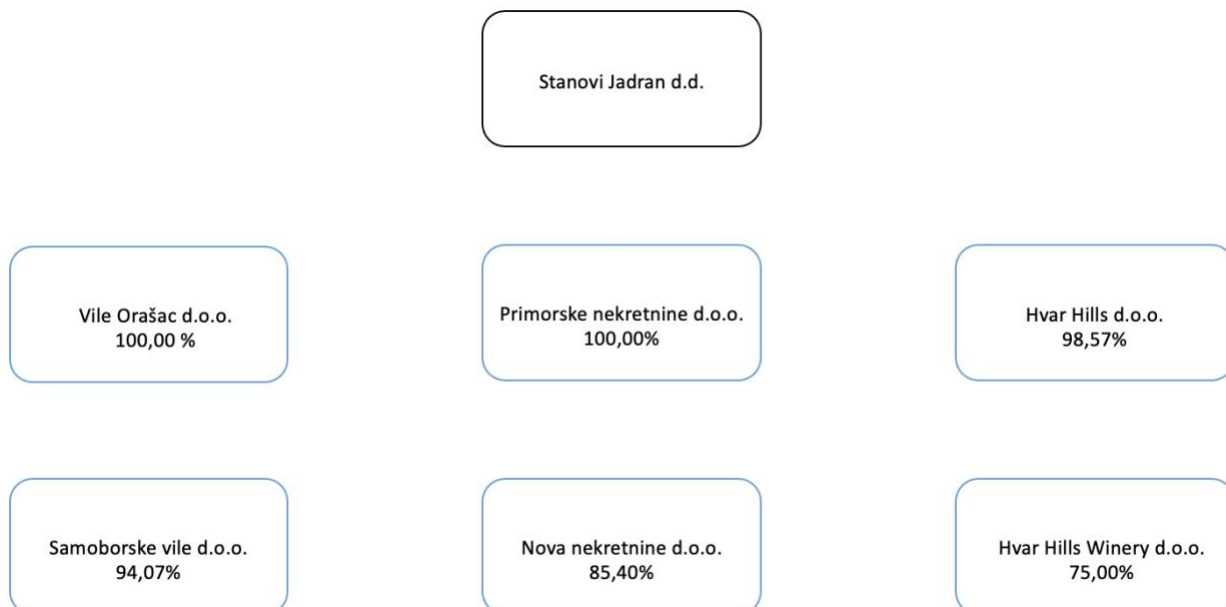 Stanovi Jadran d.d.
Vile Orašac d.o.o.
100,00 %
Primorske nekretnine d.o.o.
100,00%
Hvar Hills d.o.o.
98,57%
Samoborske vile d.o.o.
94,07%
Nova nekretnine d.o.o.
85,40%
Hvar Hills Winery d.o.o.
75,00%